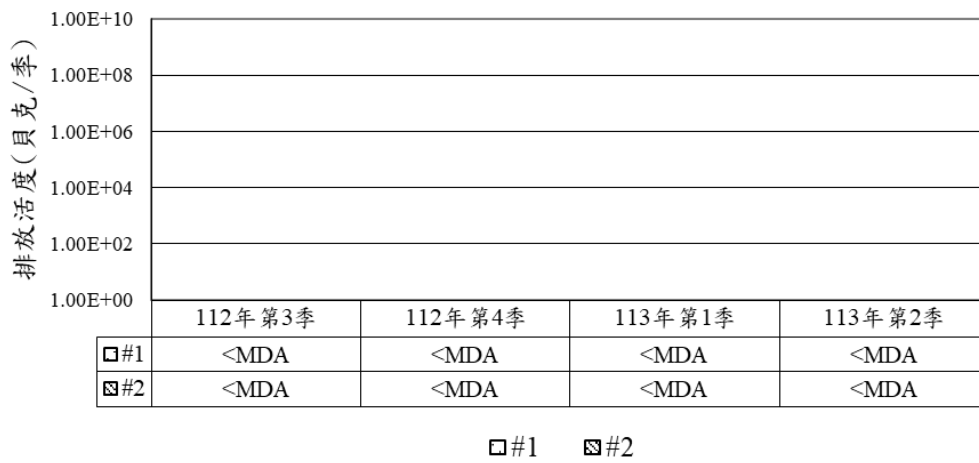 排放活度(貝克/季)
1.00E+10
1.00E+08
1.00E+06
1.00E+04
1.00E+02
1.00E+00
112年第3季 112年第4季 113年第1季 113年第2季
#1 <MDA <MDA <MDA <MDA
#2 <MDA <MDA <MDA <MDA
#1 #2